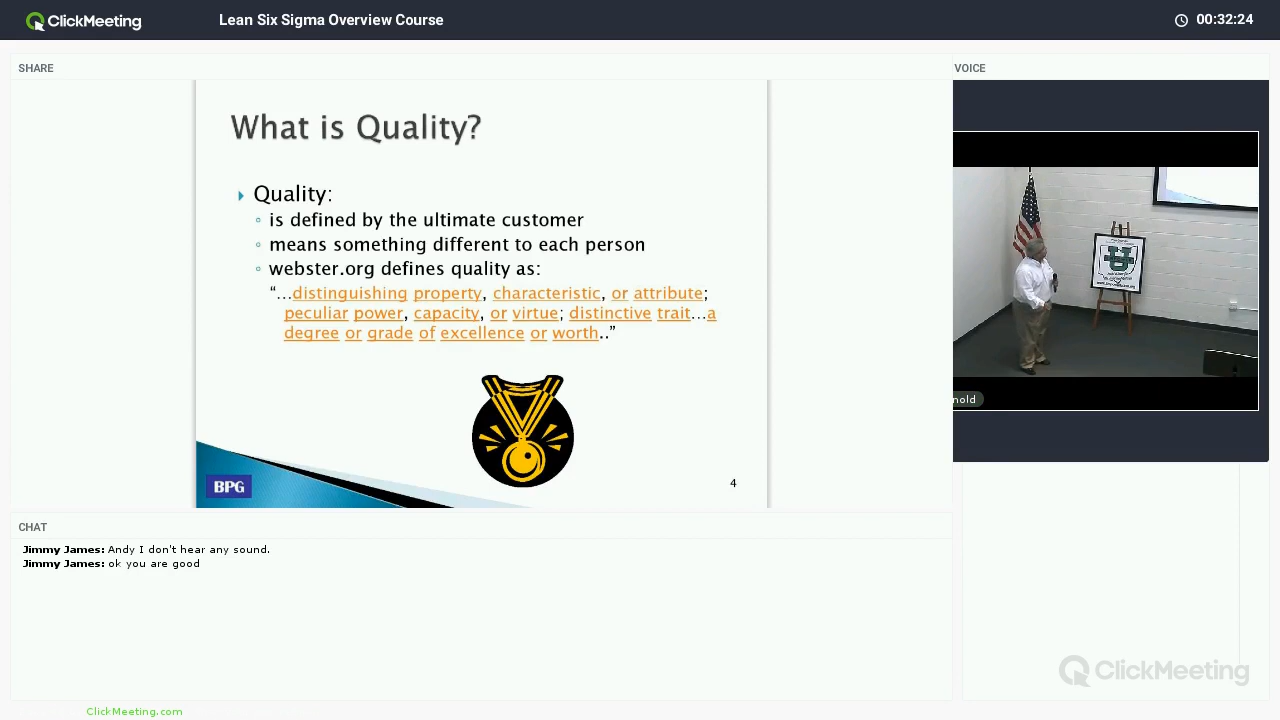 ClickMeeting
Lean Six Sigma Overview Course
00:32:24
SHARE
VOICE
What is Quality?
Quality:
is defined by the ultimate customer
means something different to each person
webster.org defines quality as:
“…distinguishing property, characteristic, or attribute;
peculiar power, capacity, or virtue; distinctive trait…a
degree or grade of excellence or worth..”
BPG
4
nold
CHAT
Jimmy James: Andy I don't hear any sound.
Jimmy James: ok you are good
ClickMeeting
ClickMeeting.com